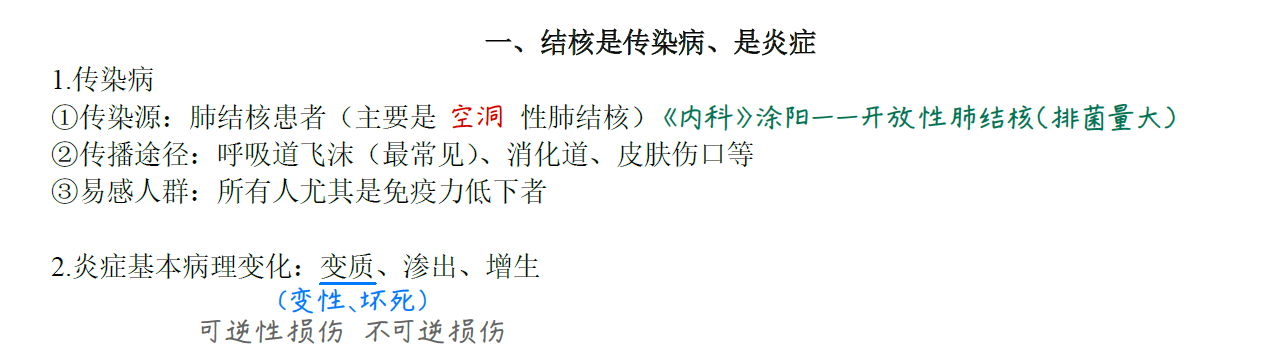 一、结核是传染病、是炎症
1.传染病
①传染源：肺结核患者（主要是 空洞 性肺结核）《内科》涂阳——开放性肺结核(排菌量大)
②传播途径：呼吸道飞沫（最常见）、消化道、皮肤伤口等
③易感人群：所有人尤其是免疫力低下者
2.炎症基本病理变化：变质、渗出、增生
(变性、坏死)
可逆性损伤 不可逆损伤